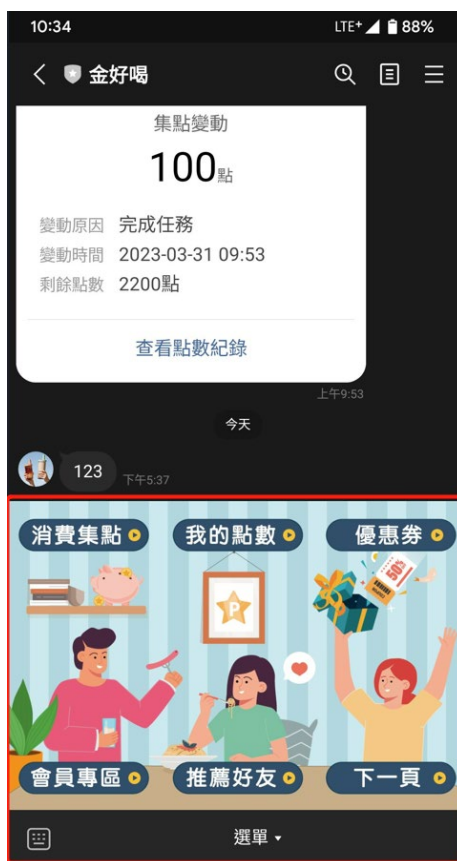 10:34 LTE+ 88%
金好喝
集點變動
100點
變動原因 完成任務
變動時間 2023-03-31 09:53
剩餘點數 2200點
查看點數紀錄
上午9:53
今天
123 下午5:37
消費集點 我的點數 優惠券
50%
P
會員專區 推薦好友 下一頁
選單